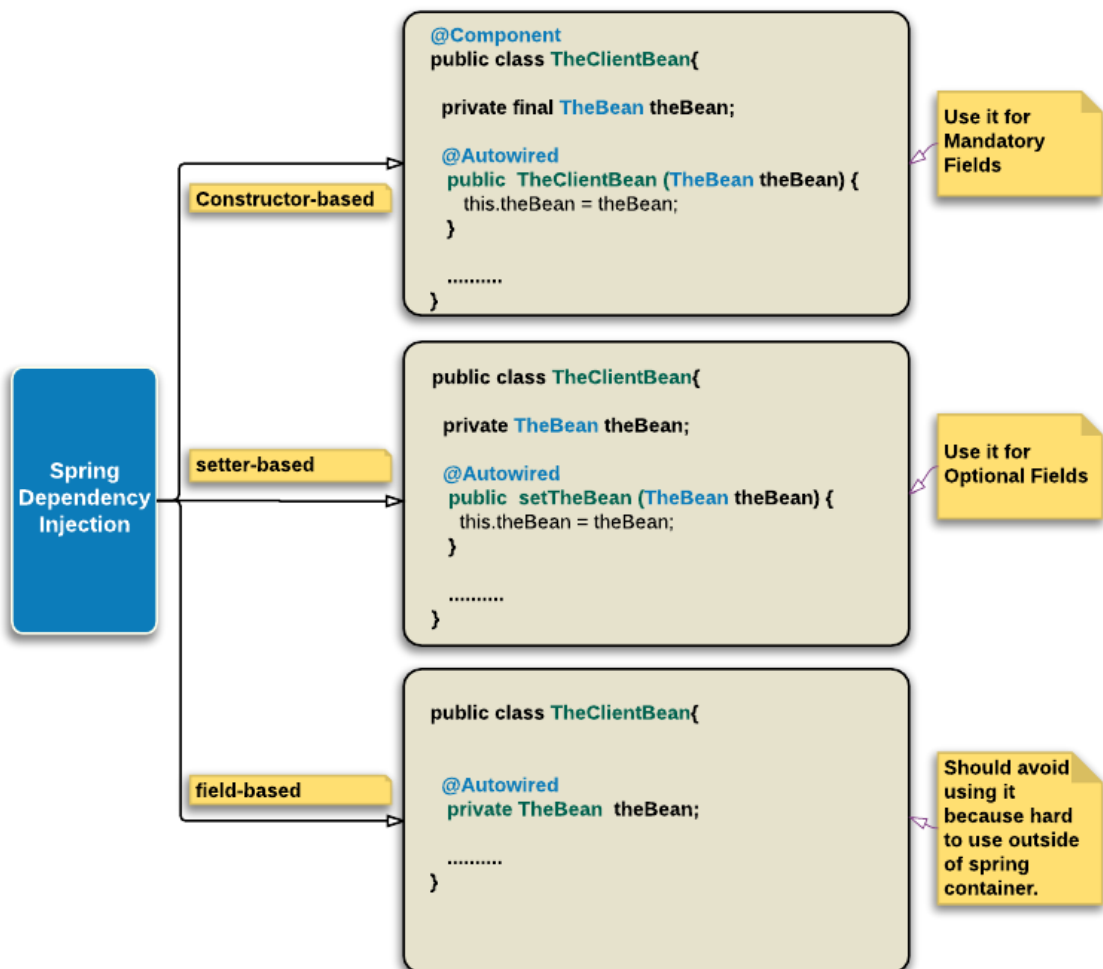 Spring
Dependency
Injection
Constructor-based
@Component
public class TheClientBean{
private final TheBean theBean;
@Autowired
public  TheClientBean (TheBean theBean) {
this.theBean = theBean;
}
..........
}
Use it for
Mandatory
Fields
setter-based
public class TheClientBean{
private TheBean theBean;
@Autowired
public  setTheBean (TheBean theBean) {
this.theBean = theBean;
}
..........
}
Use it for
Optional Fields
field-based
public class TheClientBean{
@Autowired
private TheBean  theBean;
..........
}
Should avoid
using it
because hard
to use outside
of spring
container.